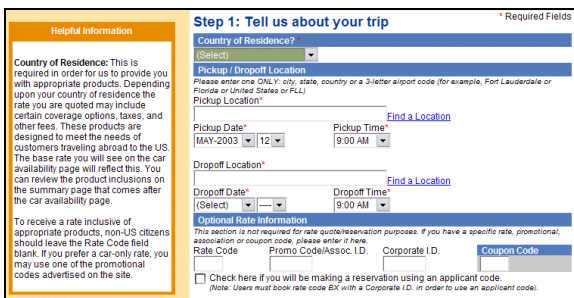 Helpful Information
Country of Residence: This is
required in order for us to provide you
with appropriate products. Depending
upon your country of residence the
rate you are quoted may include
certain coverage options, taxes, and
other fees. These products are
designed to meet the needs of
customers traveling abroad to the US.
The base rate you will see on the car
availability page will reflect this. You
can review the product inclusions on
the summary page that comes after
the car availability page.
To receive a rate inclusive of
appropriate products, non-US citizens
should leave the Rate Code field
blank. If you prefer a car-only rate, you
may use one of the promotional
codes advertised on the site.
Step 1: Tell us about your trip
* Required Fields
Country of Residence? *
(Select)
Pickup / Dropoff Location
Please enter one ONLY: city, state, country or a 3-letter airport code (for example, Fort Lauderdale or
Florida or United States or FLL)
Pickup Location*
Find a Location
Pickup Date* Pickup Time*
MAY-2003 12 9:00 AM
Dropoff Location*
Find a Location
Dropoff Date* Dropoff Time*
(Select) ---- 9:00 AM
Optional Rate Information
This section is not required for rate quote/reservation purposes. If you have a specific rate, promotional,
association or coupon code, please enter it here.
Rate Code Promo Code/Assoc. I.D. Corporate I.D. Coupon Code
Check here if you will be making a reservation using an applicant code.
(Note: Users must book rate code BX with a Corporate I.D. in order to use an applicant code).